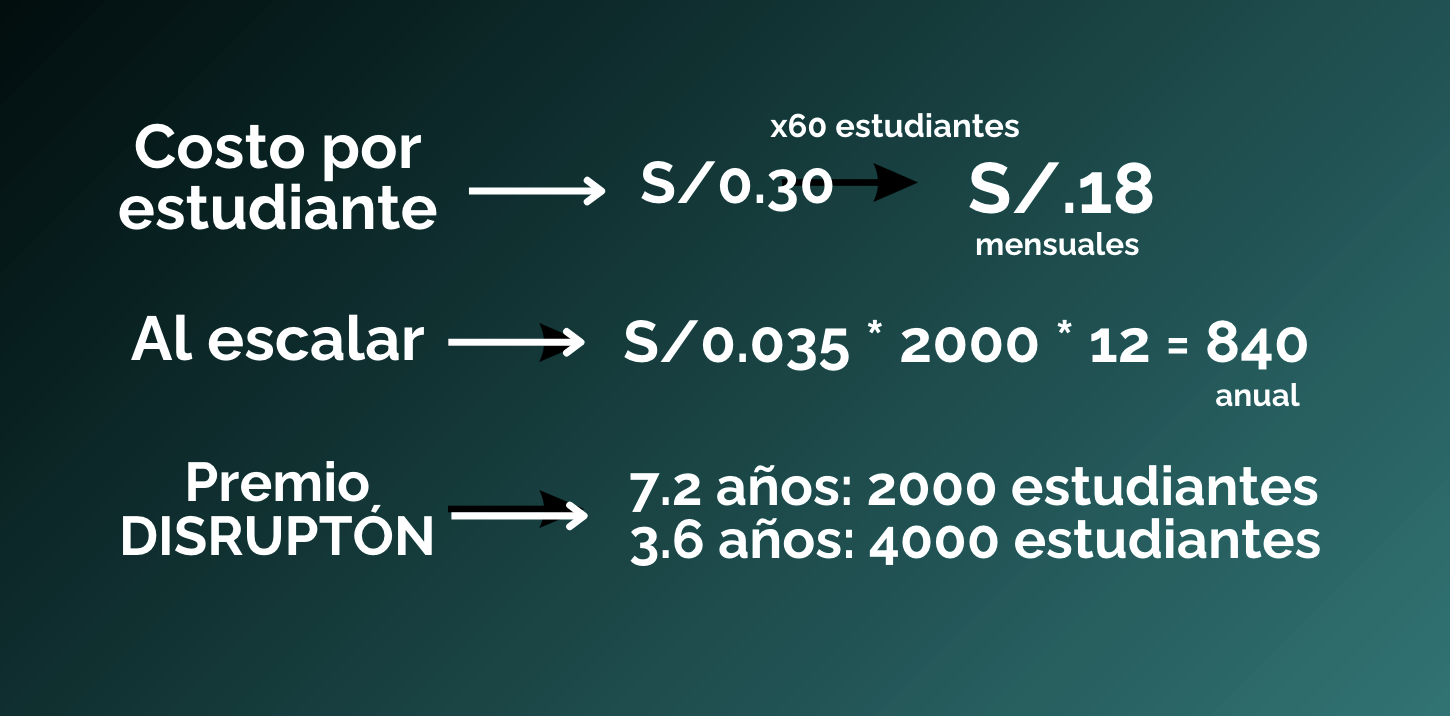 Costo por
estudiante
x60 estudiantes
S/0.30
S/.18
mensuales
Al escalar
S/0.035 * 2000 * 12 = 840
anual
Premio
DISRUPTÓN
7.2 años: 2000 estudiantes
3.6 años: 4000 estudiantes